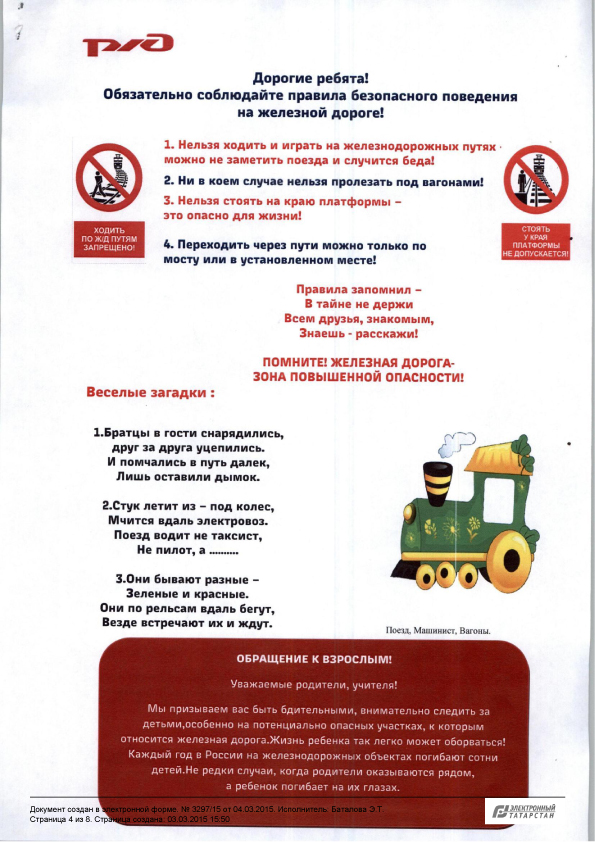 РЖД
Дорогие ребята!
Обязательно соблюдайте правила безопасного поведения
на железной дороге!
1. Нельзя ходить и играть на железнодорожных путях -
можно не заметить поезда и случится беда!
2. Ни в коем случае нельзя пролезать под вагонами!
3. Нельзя стоять на краю платформы –
это опасно для жизни!
4. Переходить через пути можно только по
мосту или в установленном месте!
ХОДИТЬ
ПО Ж/Д ПУТЯМ
ЗАПРЕЩЕНО!
СТОЯТЬ
У КРАЯ
ПЛАТФОРМЫ
НЕ ДОПУСКАЕТСЯ!
Правила запомнил –
В тайне не держи
Всем друзья, знакомым,
Знаешь - расскажи!
ПОМНИТЕ! ЖЕЛЕЗНАЯ ДОРОГА-
ЗОНА ПОВЫШЕННОЙ ОПАСНОСТИ!
Веселые загадки :
1.Братцы в гости снарядились,
друг за друга уцепились.
И помчались в путь далек,
Лишь оставили дымок.
2.Стук летит из – под колес,
Мчится вдаль электровоз.
Поезд водит не таксист,
Не пилот, а ..........
3.Они бывают разные –
Зеленые и красные.
Они по рельсам вдаль бегут,
Везде встречают их и ждут.
Поезд, Машинист, Вагоны.
ОБРАЩЕНИЕ К ВЗРОСЛЫМ!
Уважаемые родители, учителя!
Мы призываем вас быть бдительными, внимательно следить за
детьми,особенно на потенциально опасных участках, к которым
относится железная дорога.Жизнь ребенка так легко может оборваться!
Каждый год в России на железнодорожных объектах погибают сотни
детей.Не редки случаи, когда родители оказываются рядом,
а ребенок погибает на их глазах.
Документ создан в электронной форме. № 3297/15 от 04.03.2015. Исполнитель: Баталова Э.Т.
Страница 4 из 8. Страница создана: 03.03.2015 15:50
ЭЛЕКТРОННЫЙ
ТАТАРСТАН